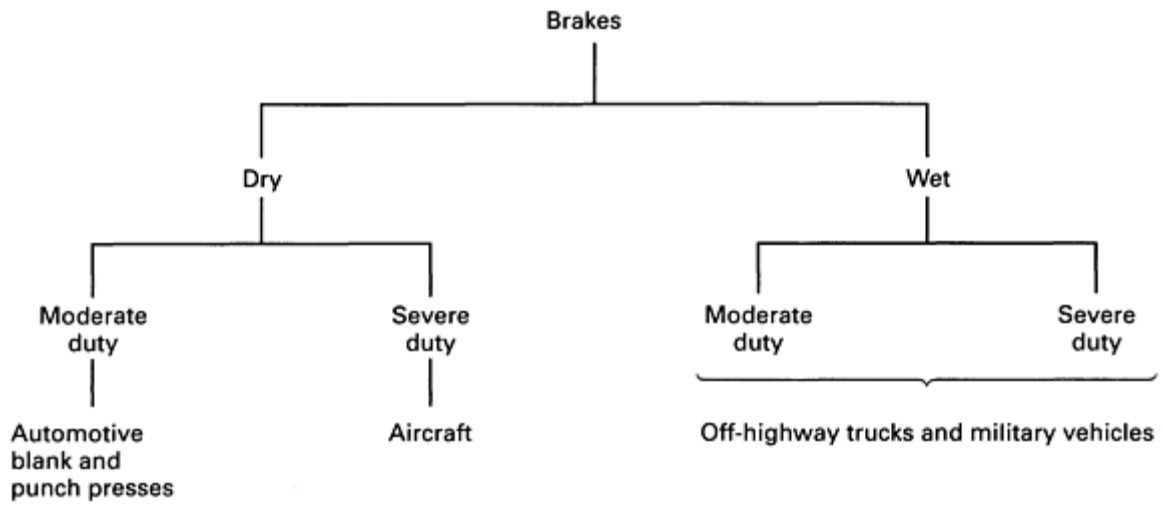 Brakes
Dry
Wet
Moderate
duty
Severe
duty
Moderate
duty
Severe
duty
Automotive
blank and
punch presses
Aircraft
Off-highway trucks and military vehicles